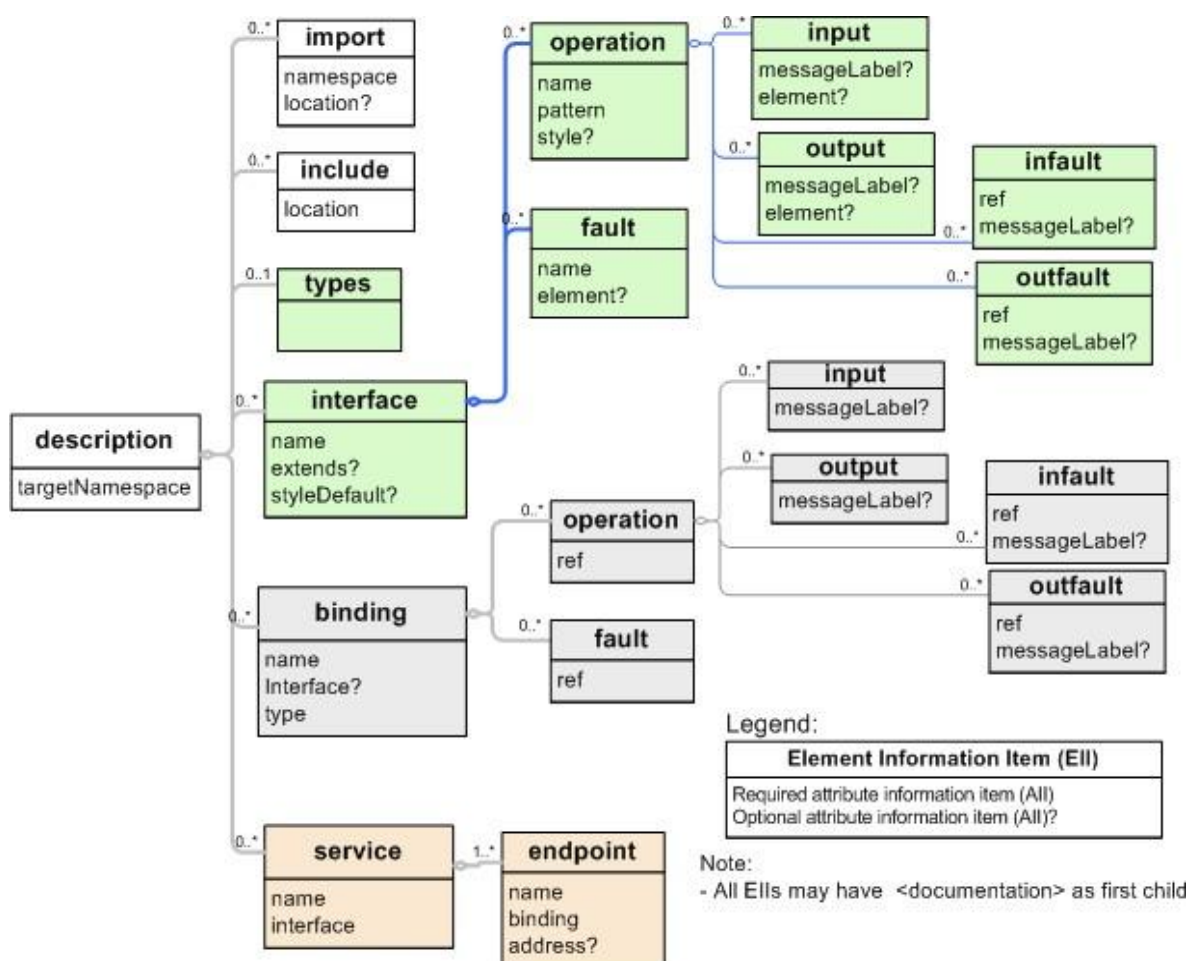 0..*
import
namespace
location?
0..*
include
location
0..1
types
0..*
interface
name
extends?
styleDefault?
description
targetNamespace
0..*
operation
name
pattern
style?
0..*
fault
name
element?
0..*
input
messageLabel?
element?
0..*
output
messageLabel?
element?
0..*
infault
ref
messageLabel?
0..*
outfault
ref
messageLabel?
0..*
binding
name
Interface?
type
0..*
operation
ref
0..*
fault
ref
0..*
input
messageLabel?
0..*
output
messageLabel?
0..*
infault
ref
messageLabel?
0..*
outfault
ref
messageLabel?
0..*
service
name
interface
1..*
endpoint
name
binding
address?
Legend:
Element Information Item (EII)
Required attribute information item (AII)
Optional attribute information item (AII)?
Note:
- All EIIs may have <documentation> as first child